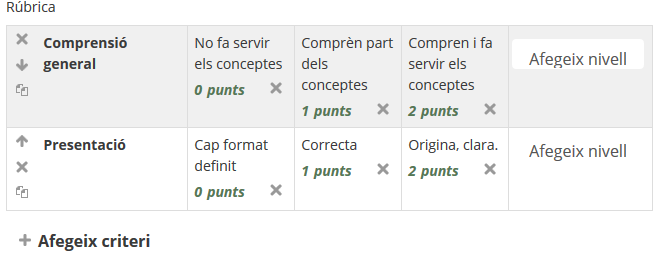 Rúbrica
Comprensió general
No fa servir els conceptes
0 punts
Comprèn part dels conceptes
1 punts
Compren i fa servir els conceptes
2 punts
Afegeix nivell
Presentació
Cap format definit
0 punts
Correcta
1 punts
Origina, clara.
2 punts
Afegeix nivell
Afegeix criteri